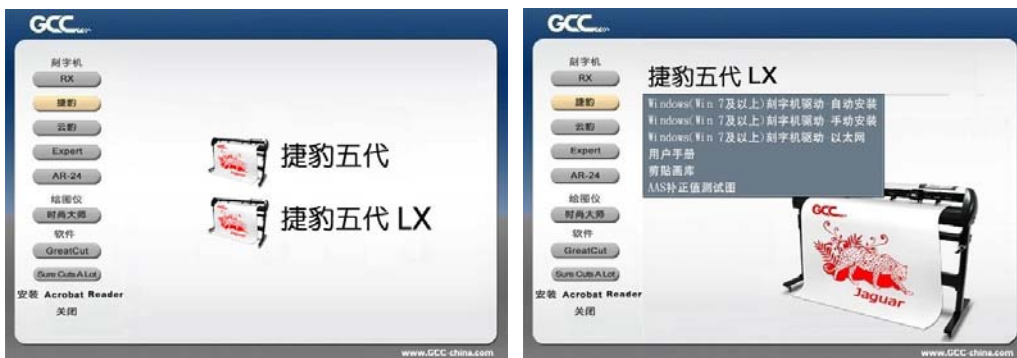 GCC
刻字机
RX
捷豹
云豹
Expert
AR-24
绘图仪
时尚大师
软件
GreatCut
Sure Cuts A Lot
安装 Acrobat Reader
关闭
捷豹五代
捷豹五代 LX
www.GCC-china.com
GCC
刻字机
RX
捷豹
云豹
Expert
AR-24
绘图仪
时尚大师
软件
GreatCut
Sure Cuts A Lot
安装 Acrobat Reader
关闭
捷豹五代 LX
Windows(Win 7及以上)刻字机驱动-自动安装
Windows(Win 7及以上)刻字机驱动-手动安装
Windows(Win 7及以上)刻字机驱动-以太网
用户手册
剪贴画库
AAS补正值测试图
GCC
Jaguar
www.GCC-china.com